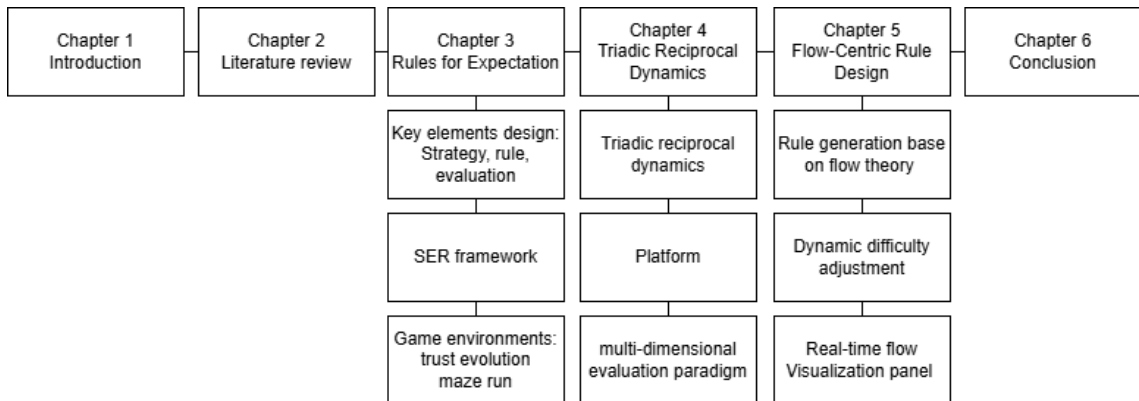 Chapter 1
Introduction
Chapter 2
Literature review
Chapter 3
Rules for Expectation
Chapter 4
Triadic Reciprocal
Dynamics
Chapter 5
Flow-Centric Rule
Design
Chapter 6
Conclusion
Key elements design:
Strategy, rule,
evaluation
Triadic reciprocal
dynamics
Rule generation base
on flow theory
SER framework
Platform
Dynamic difficulty
adjustment
Game environments:
trust evolution
maze run
multi-dimensional
evaluation paradigm
Real-time flow
Visualization panel